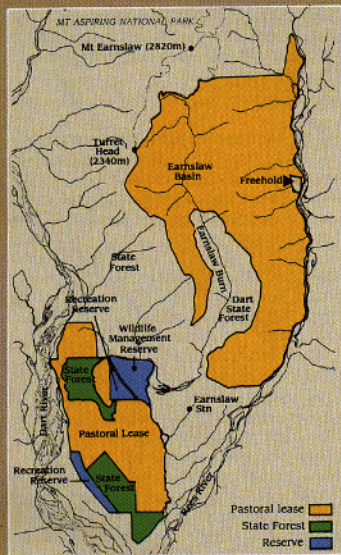 MT ASPIRING NATIONAL PARK
Mt Earnslaw (2820m)
Turret
Head
(2340m)
Earnslaw
Basin
Freehold
Earnslaw Burn
State
Forest
Recreation
Reserve
Wildlife
Management
Reserve
Dart
State
Forest
State
Forest
Earnslaw
Stn
Dart River
Pastoral Lease
Recreation
Reserve
State
Forest
Rees River
Pastoral lease
State Forest
Reserve